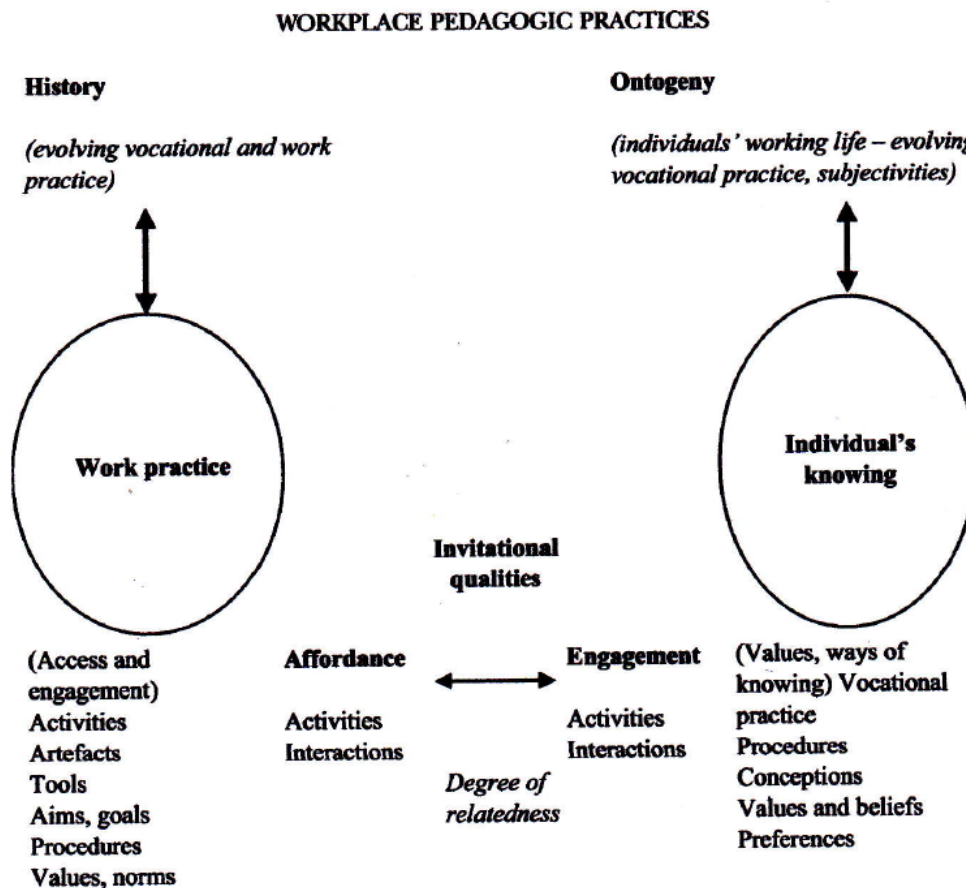 WORKPLACE PEDAGOGIC PRACTICES
History
(evolving vocational and work
practice)
Ontogeny
(individuals' working life – evolving
vocational practice, subjectivities)
Work practice
Individual's
knowing
Invitational
qualities
(Access and
engagement)
Activities
Artefacts
Tools
Aims, goals
Procedures
Values, norms
Affordance
Activities
Interactions
Degree of
relatedness
Engagement
Activities
Interactions
(Values, ways of
knowing) Vocational
practice
Procedures
Conceptions
Values and beliefs
Preferences